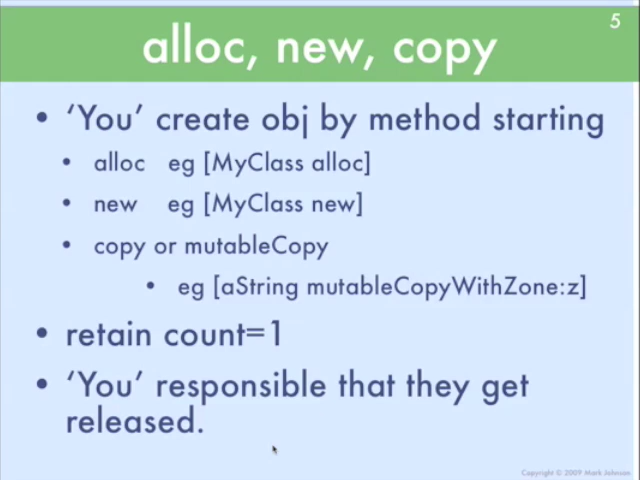 5
alloc, new, copy
• ‘You’ create obj by method starting
• alloc eg [MyClass alloc]
• new eg [MyClass new]
• copy or mutableCopy
• eg [aString mutableCopyWithZone:z]
• retain count=1
• ‘You’ responsible that they get
released.
Copyright © 2009 Mark Johnson